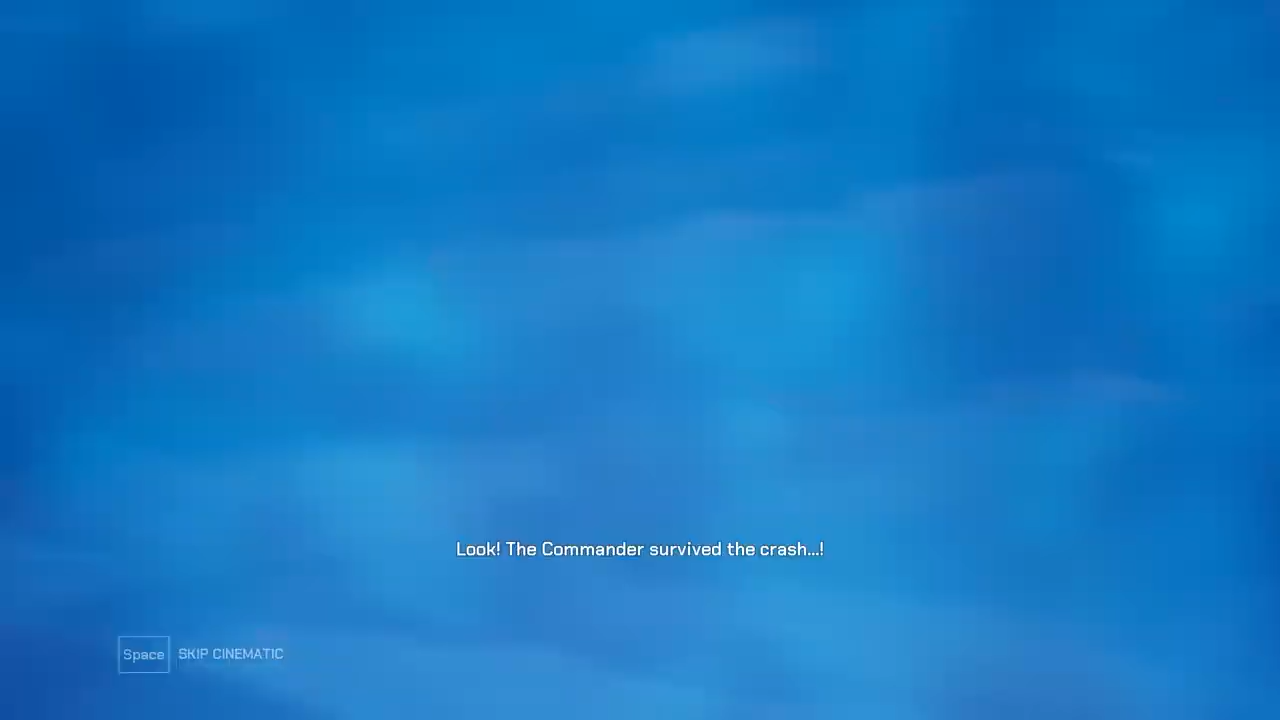 Look! The Commander survived the crash...!
Space SKIP CINEMATIC